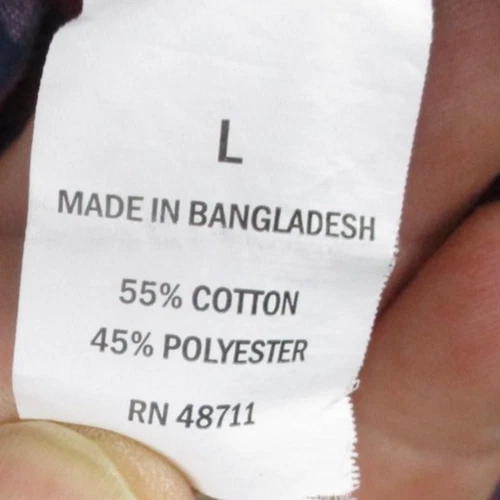 L
MADE IN BANGLADESH
55% COTTON
45% POLYESTER
RN 48711